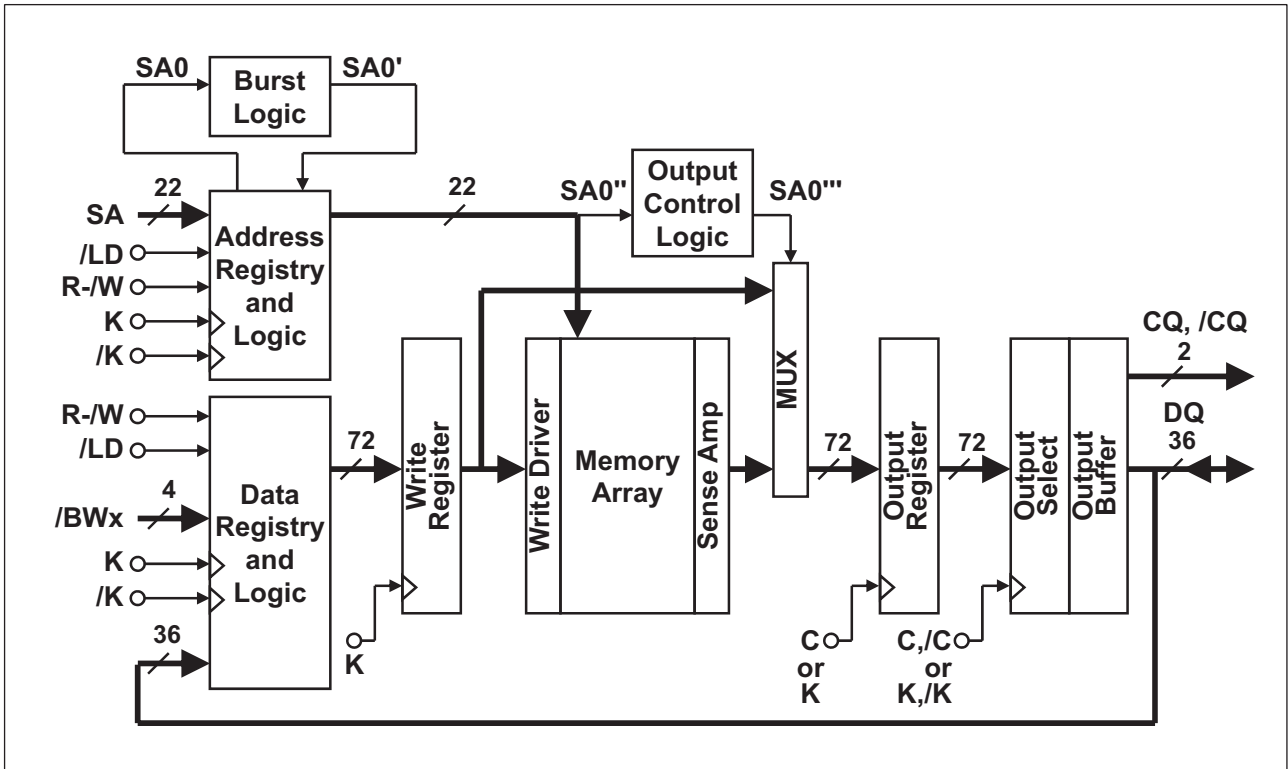 SA0
Burst
Logic
SA0'
22
SA
/LD
R-/W
K
/K
Address
Registry
and
Logic
22
SA0''
Output
Control
Logic
SA0'''
R-/W
/LD
4
/BWx
K
/K
36
Data
Registry
and
Logic
72
Write
Register
K
Write Driver
Memory
Array
Sense Amp
MUX
72
Output
Register
C
or
K
72
Output
Select
Output
Buffer
C,/C
or
K,/K
CQ, /CQ
2
DQ
36